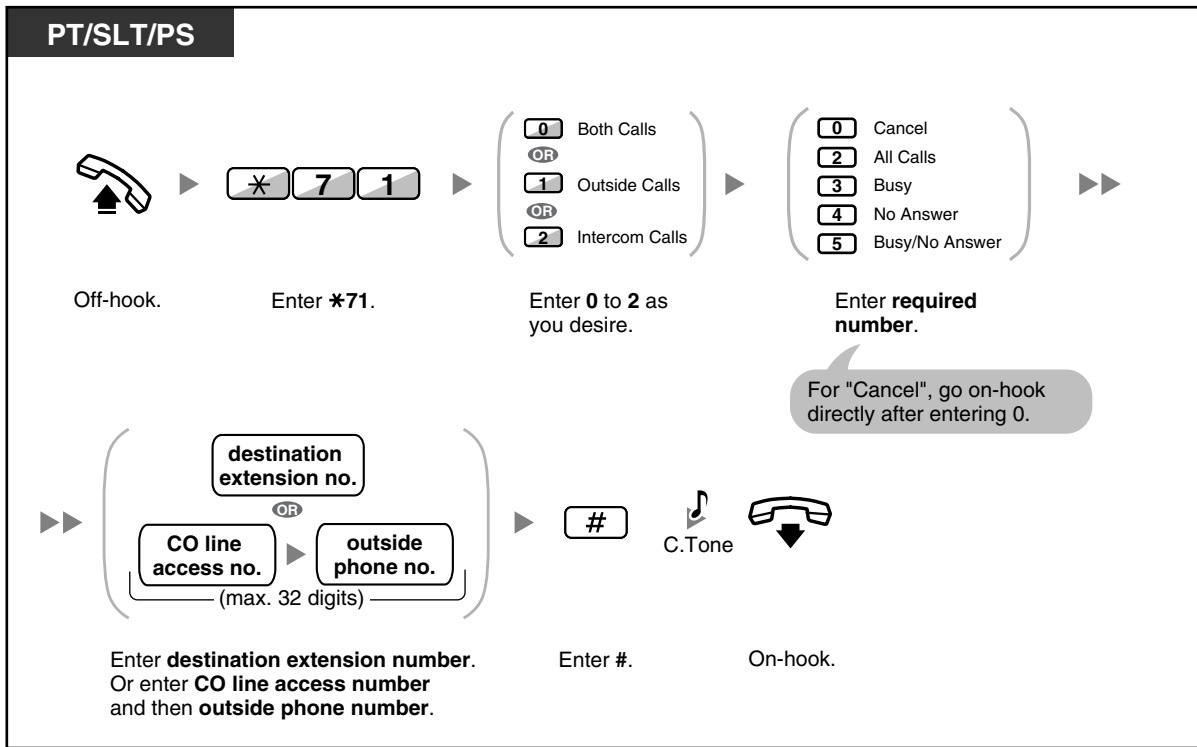 PT/SLT/PS
0 Both Calls
OR
1 Outside Calls
OR
2 Intercom Calls
0 Cancel
2 All Calls
3 Busy
4 No Answer
5 Busy/No Answer
* 7 1
Off-hook.
Enter *71.
Enter 0 to 2 as
you desire.
Enter required
number.
For "Cancel", go on-hook
directly after entering 0.
destination
extension no.
OR
CO line
access no.
outside
phone no.
(max. 32 digits)
#
C.Tone
Enter destination extension number.
Or enter CO line access number
and then outside phone number.
Enter #.
On-hook.